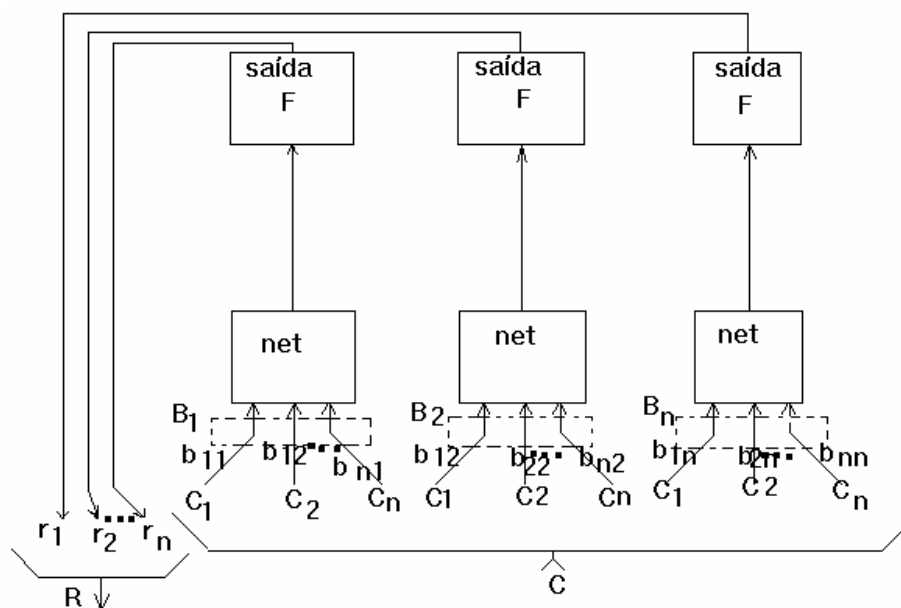 saída saída saída
F F F
net net net
B1 B2 Bn
b11 b12 bn1 b12 b22 bn2 b1n b2n bnn
C1 C2 Cn C1 C2 Cn C1 C2 Cn
r1 r2 rn
R C